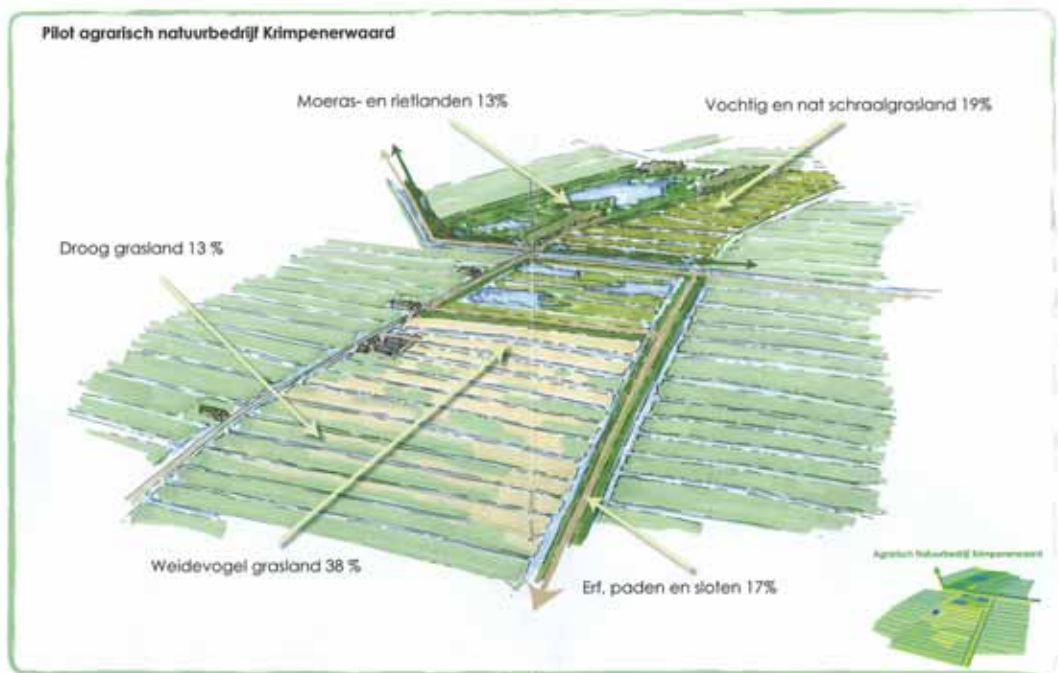 Pilot agrarisch natuurbedrijf Krimpenerwaard
Moeras- en rietlanden 13%
Vochtig en nat schraalgrasland 19%
Droog grasland 13 %
Weidevogel grasland 38 %
Erf, paden en sloten 17%
Agrarisch Natuurbedrijf Krimpenerwaard